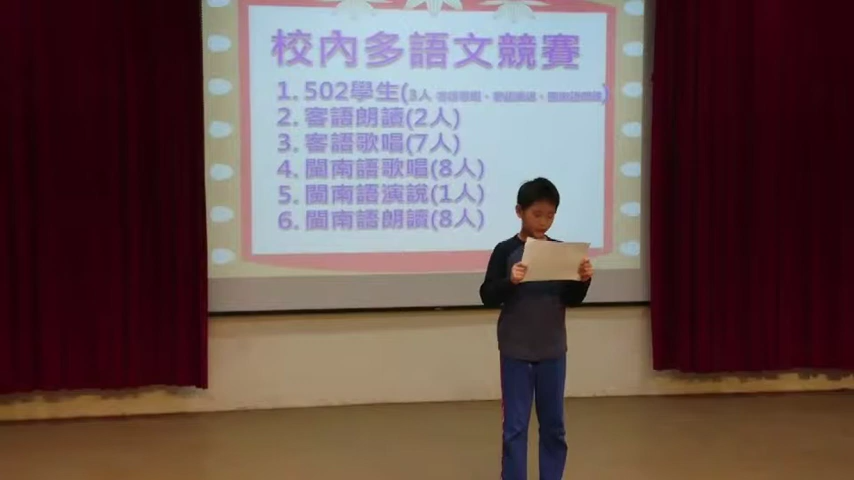 校內多語文競賽
1. 502學生(3人
2. 客語朗讀(2人)
3. 客語歌唱(7人)
4. 閩南語歌唱(8人)
5. 閩南語演說(1人)
6. 閩南語朗讀(8人)